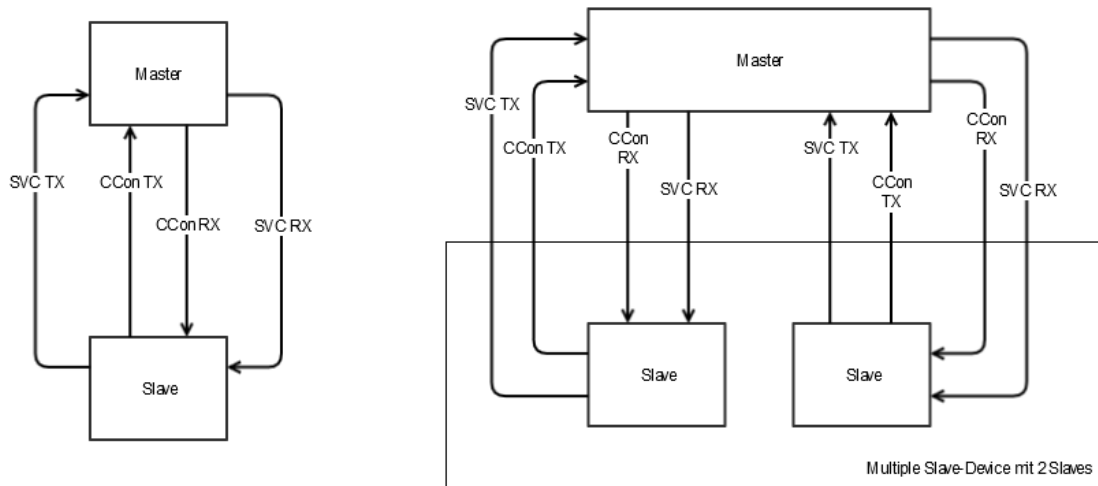 Master
SVC TX
CCon TX
CCon RX
SVC RX
Slave
Master
SVC TX
CCon TX
CCon
RX
SVC RX
SVC TX
CCon
TX
CCon
RX
SVC RX
Slave
Slave
Multiple Slave-Device mit 2 Slaves